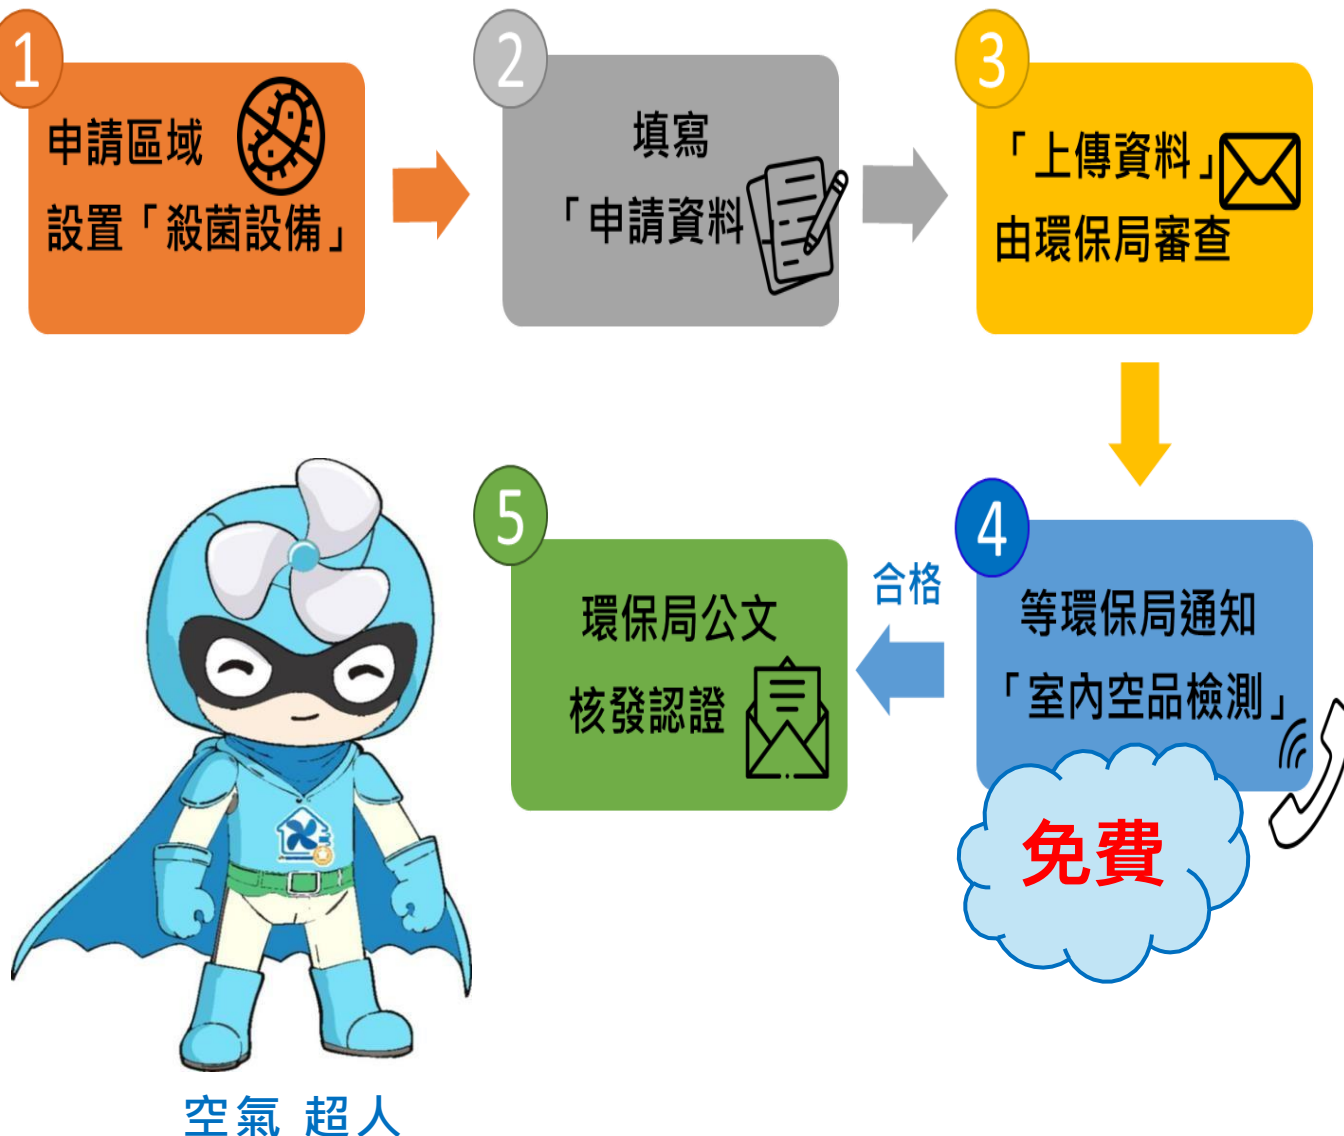 1
申請區域
設置「殺菌設備」
2
填寫
「申請資料
3
「上傳資料」
由環保局審查
4
等環保局通知
「室內空品檢測」
免費
合格
5
環保局公文
核發認證
空氣 超人